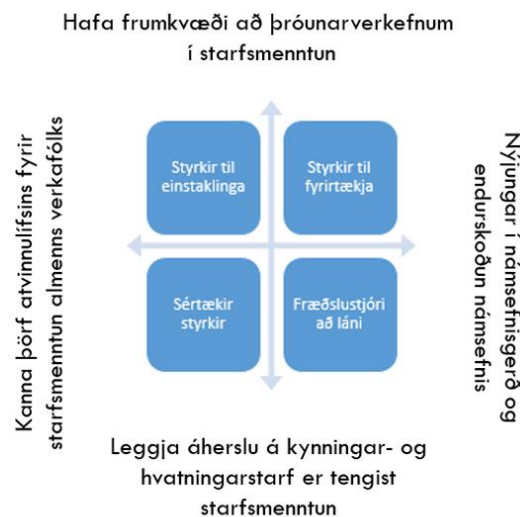 Hafa frumkvæði að þróunarverkefnum
í starfsmenntun
Kanna þörf atvinnulífsins fyrir
starfsmenntun almenns verkafólks
Styrkir til
einstaklinga
Styrkir til
fyrirtækja
Sértækir
styrkir
Fræðslustjóri
að láni
Nýjungar í námsefnisgerð og
endurskoðun námsefnis
Leggja áherslu á kynningar- og
hvatningarstarf er tengist
starfsmenntun